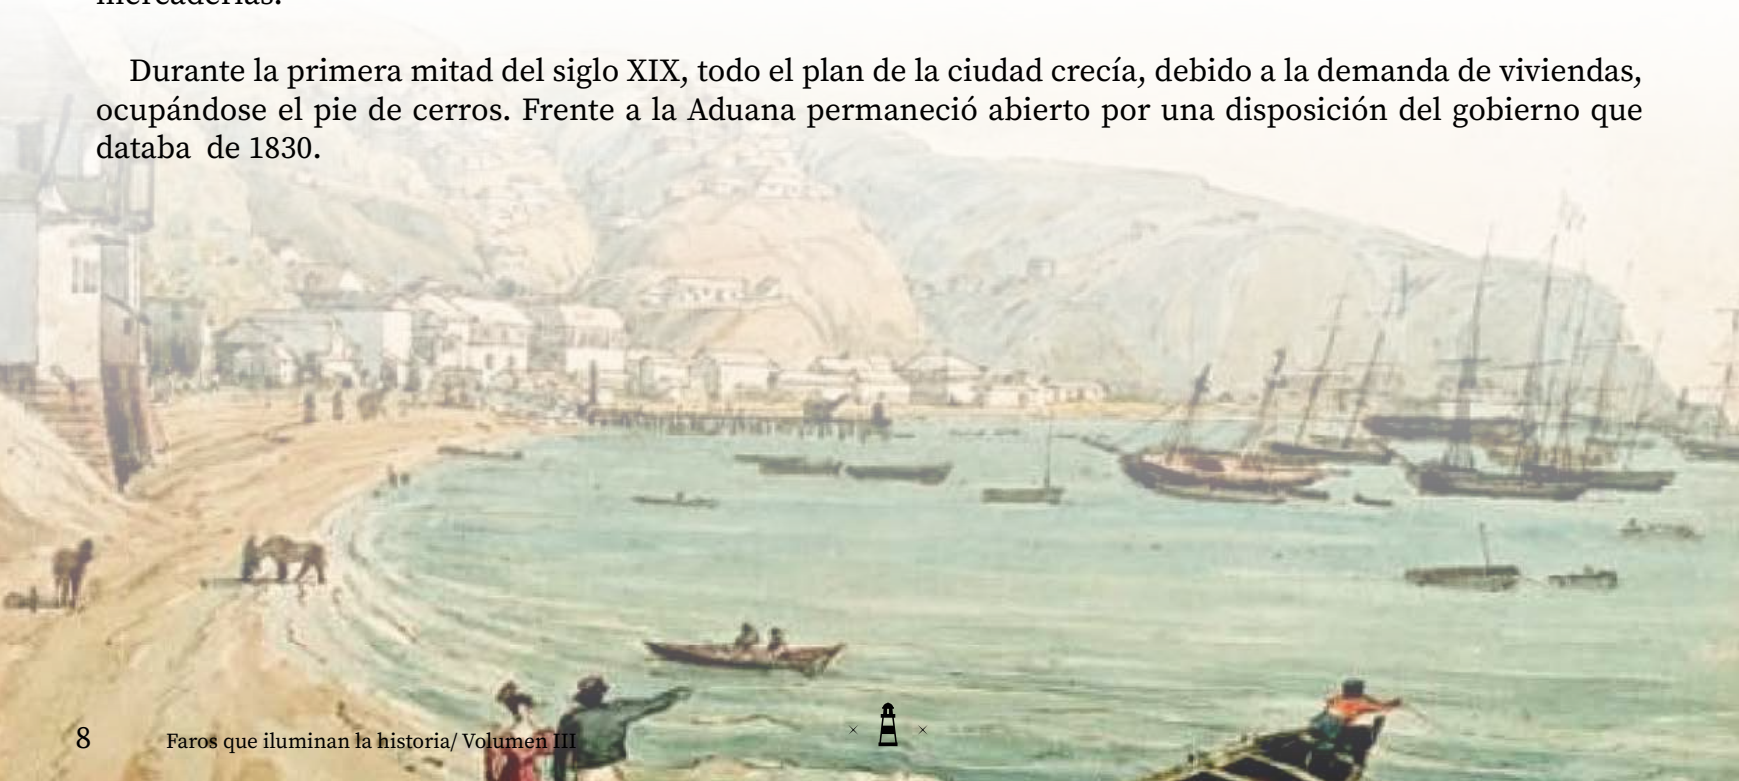 mercaderías.
Durante la primera mitad del siglo XIX, todo el plan de la ciudad crecía, debido a la demanda de viviendas,
ocupándose el pie de cerros. Frente a la Aduana permaneció abierto por una disposición del gobierno que
databa de 1830.
8 Faros que iluminan la historia/ Volumen III